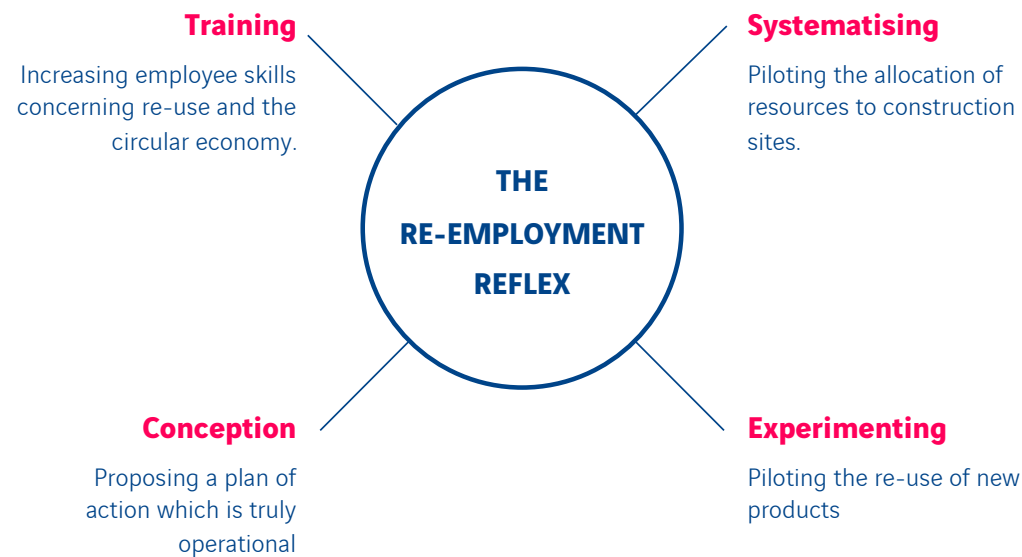 Training
Increasing employee skills
concerning re-use and the
circular economy.
Systematising
Piloting the allocation of
resources to construction
sites.
THE
RE-EMPLOYMENT
REFLEX
Conception
Proposing a plan of
action which is truly
operational
Experimenting
Piloting the re-use of new
products